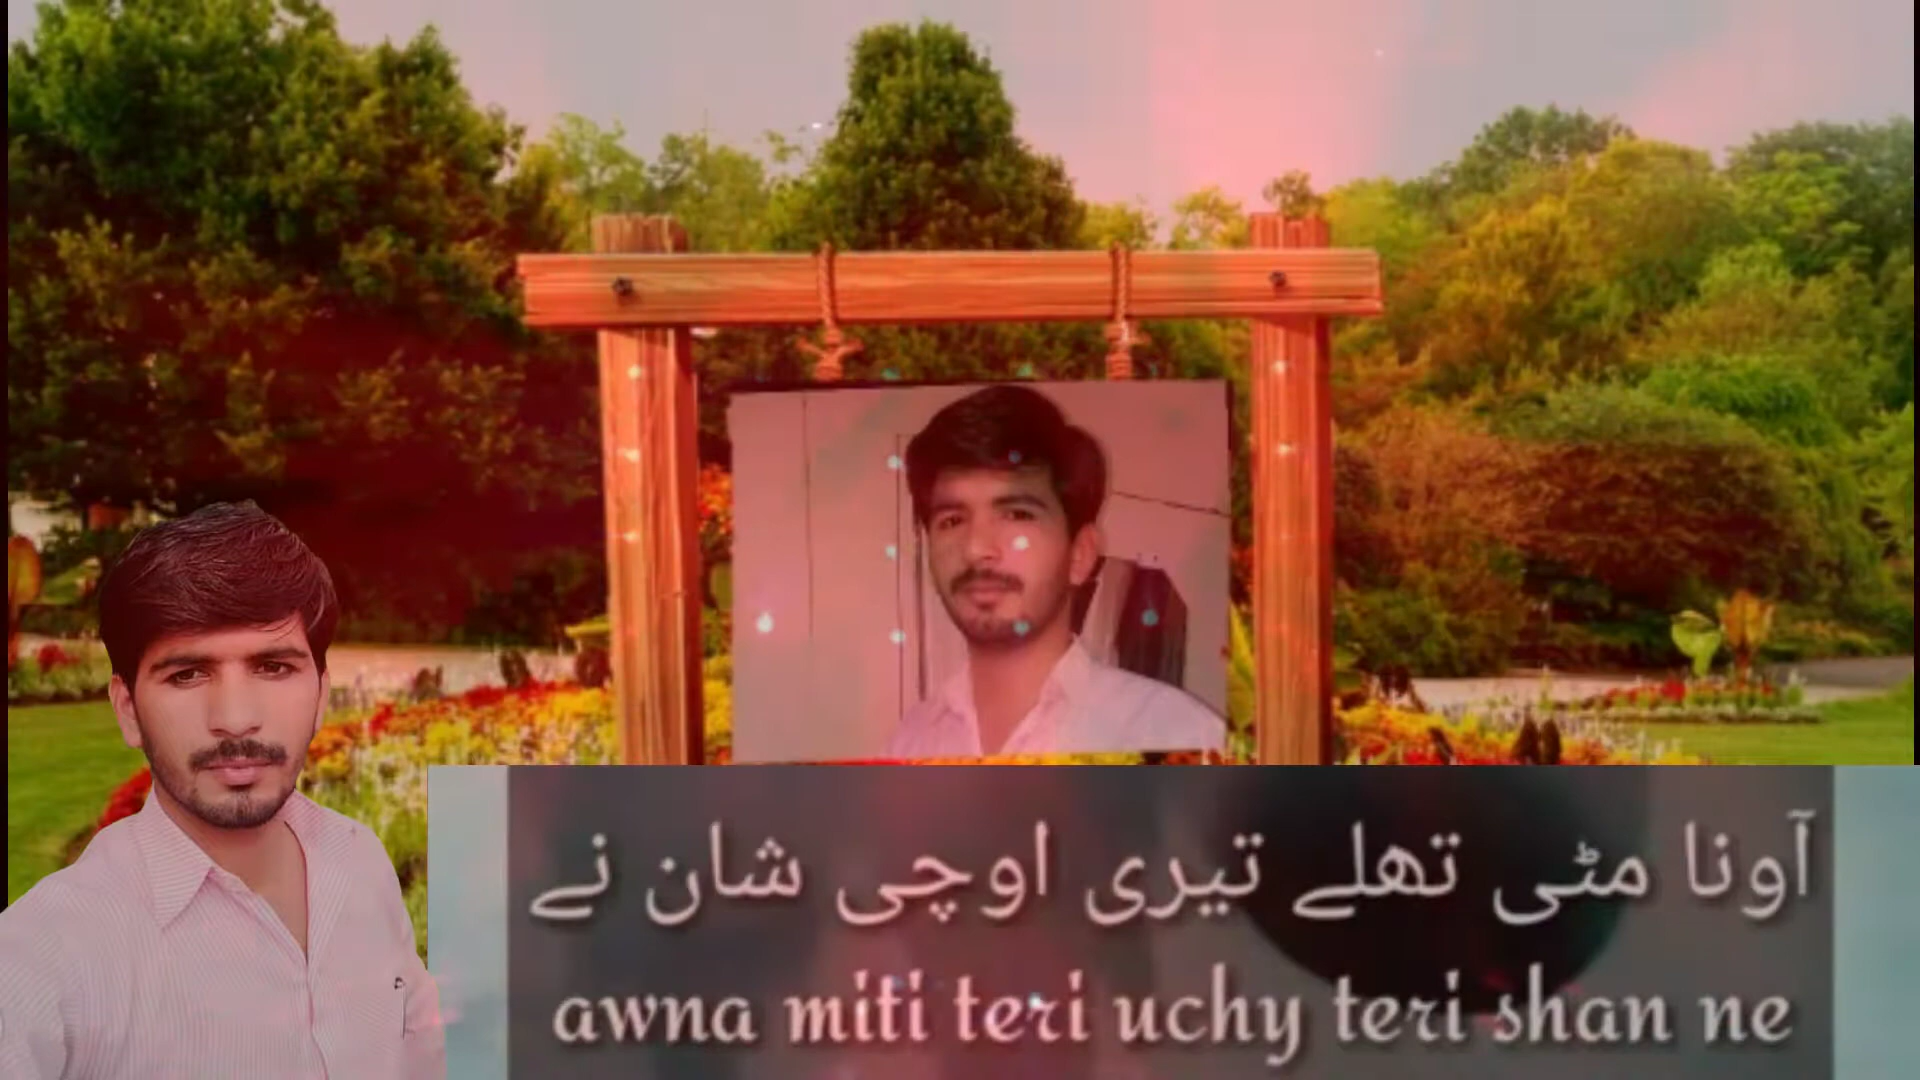 آونا مٹی تھلے تیری اوچی شان نے
awna miti teri uchy teri shan ne